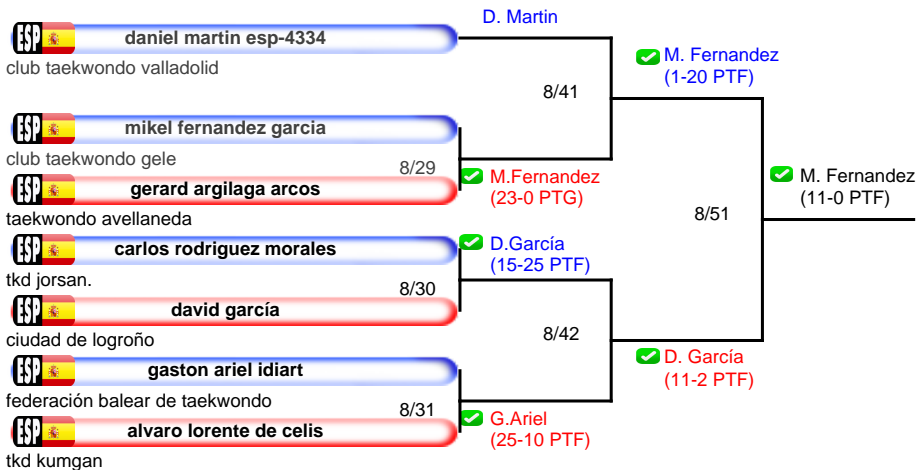 D. Martin
ESP daniel martin esp-4334
club taekwondo valladolid
8/41
M. Fernandez
(1-20 PTF)
ESP mikel fernandez garcia
club taekwondo gele
8/29
M.Fernandez
(23-0 PTG)
ESP gerard argilaga arcos
taekwondo avellaneda
M. Fernandez
(11-0 PTF)
8/51
ESP carlos rodriguez morales
tkd jorsan.
D.García
(15-25 PTF)
8/30
ESP david garcía
ciudad de logroño
8/42
D. García
(11-2 PTF)
ESP gaston ariel idiart
federación balear de taekwondo
8/31
G.Ariel
(25-10 PTF)
ESP alvaro lorente de celis
tkd kumgan